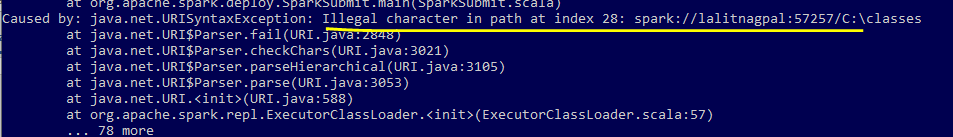 at org.apache.spark.deploy.SparkSubmit.main(SparkSubmit.scala)
Caused by: java.net.URISyntaxException: Illegal character in path at index 28: spark://lalitnagpal:57257/C:\classes
at java.net.URI$Parser.fail(URI.java:2848)
at java.net.URI$Parser.checkChars(URI.java:3021)
at java.net.URI$Parser.parseHierarchical(URI.java:3105)
at java.net.URI$Parser.parse(URI.java:3053)
at java.net.URI.<init>(URI.java:588)
at org.apache.spark.repl.ExecutorClassLoader.<init>(ExecutorClassLoader.scala:57)
... 78 more